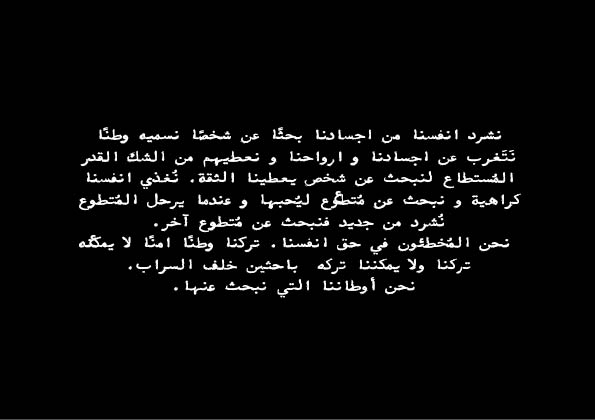 نشرد انفسنا من اجسادنا بحثًا عن شخصًا نسميه وطنًا
نَتَغرب عن اجسادنا و ارواحنا و نعطيهم من الشك القدر
المُستطاع لنبحث عن شخص يعطينا الثقة. نُغذي انفسنا
كراهية و نبحث عن مُتطوع ليُحبها و عندما يرحل المُتطوع
نُشرد من جديد فنبحث عن مُتطوع آخر.
نحن المُخطئون في حق انفسنا. تركنا وطنًا امنًا لا يمكنُه
تركنا ولا يمكننا تركه باحثين خلف السراب.
نحن أوطاننا التي نبحث عنها.